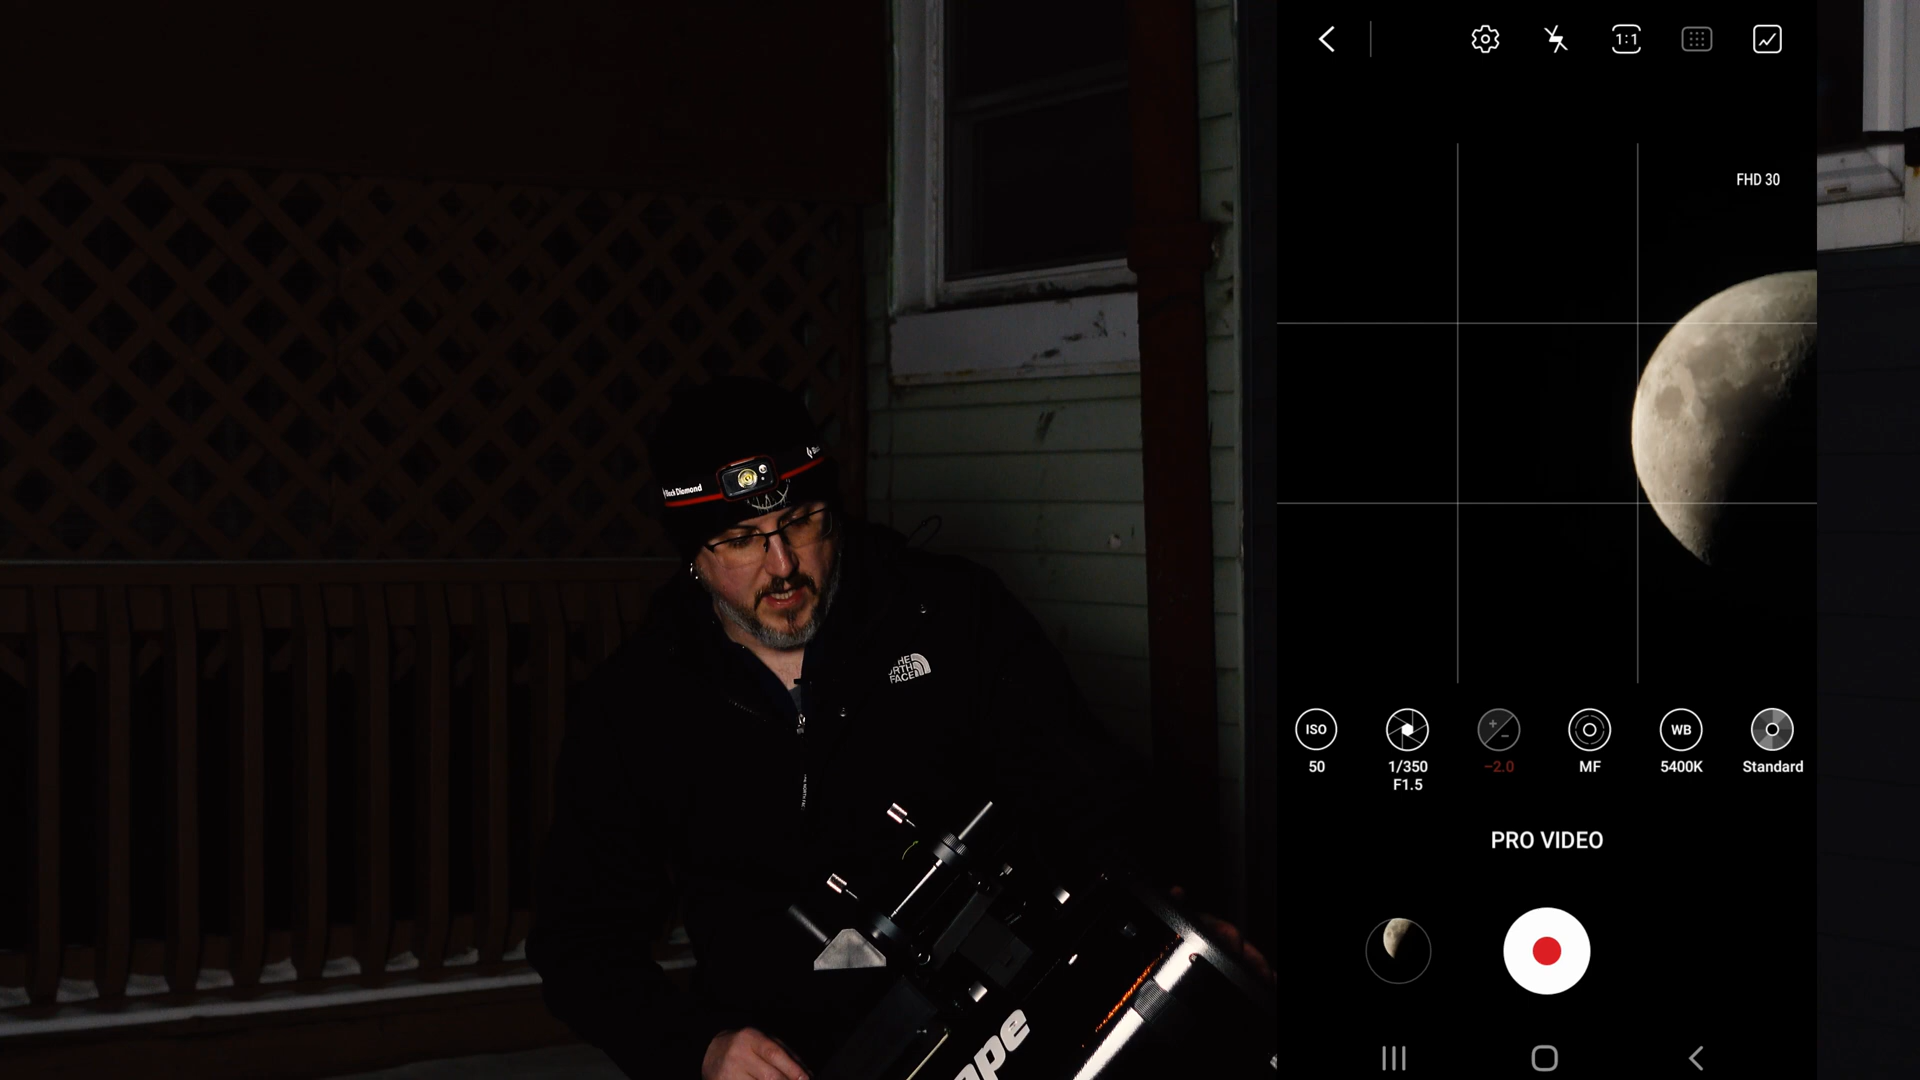 1:1
FHD 30
ISO
WB
50
1/350
F1.5
-2.0
MF
5400K
Standard
PRO VIDEO
Black Diamond
THE
NORTH
FACE
ope